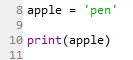 8 apple = 'pen'
9
10 print(apple)
11